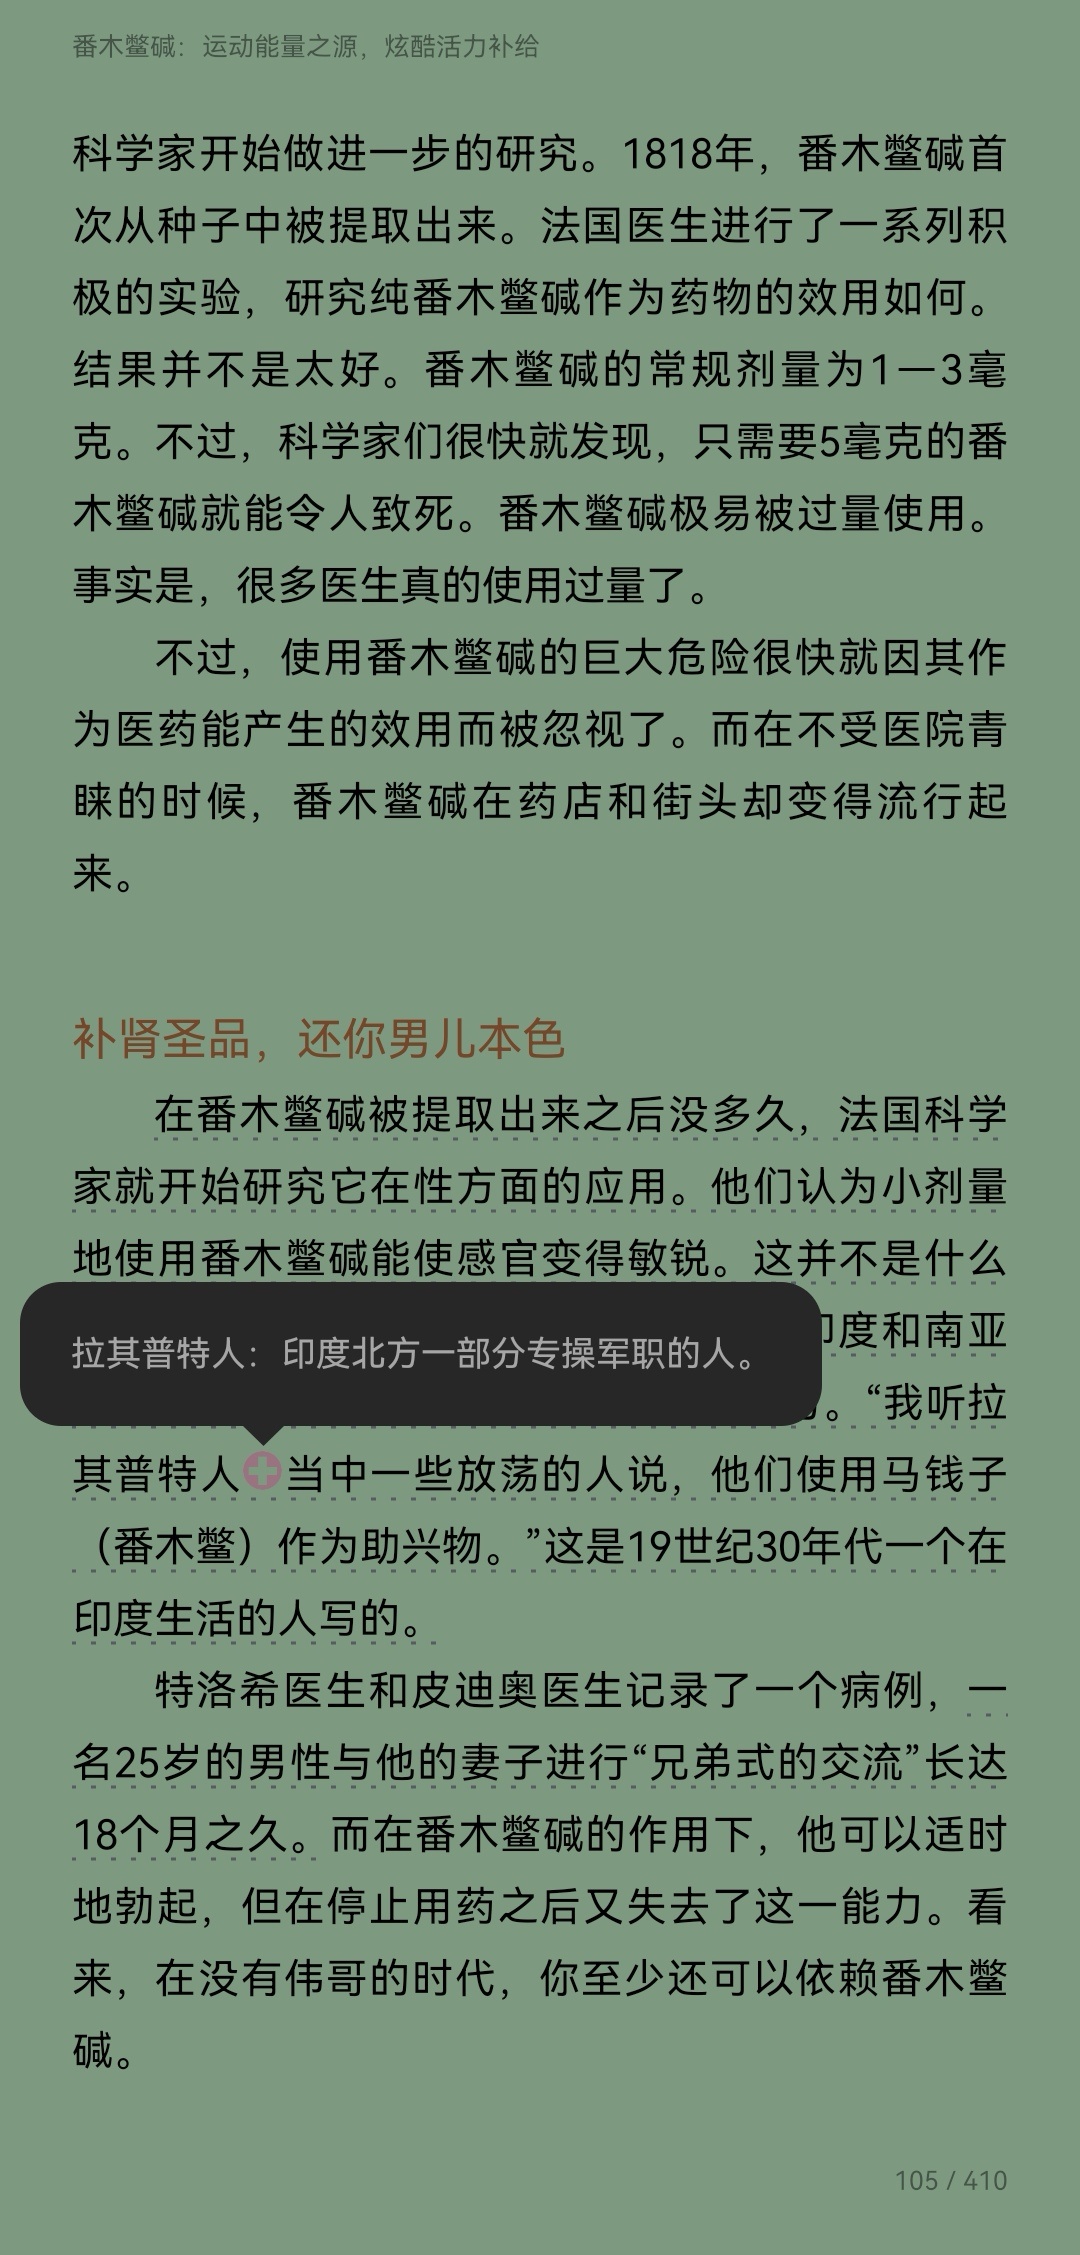 番木鳖碱：运动能量之源，炫酷活力补给
科学家开始做进一步的研究。1818年，番木鳖碱首
次从种子中被提取出来。法国医生进行了一系列积
极的实验，研究纯番木鳖碱作为药物的效用如何。
结果并不是太好。番木鳖碱的常规剂量为1—3毫
克。不过，科学家们很快就发现，只需要5毫克的番
木鳖碱就能令人致死。番木鳖碱极易被过量使用。
事实是，很多医生真的使用过量了。
不过，使用番木鳖碱的巨大危险很快就因其作
为医药能产生的效用而被忽视了。而在不受医院青
睐的时候，番木鳖碱在药店和街头却变得流行起
来。
补肾圣品，还你男儿本色
在番木鳖碱被提取出来之后没多久，法国科学
家就开始研究它在性方面的应用。他们认为小剂量
地使用番木鳖碱能使感官变得敏锐。这并不是什么
度和南亚
拉其普特人：印度北方一部分专操军职的人。
。“我听拉
其普特人当中一些放荡的人说，他们使用马钱子
（番木鳖）作为助兴物。”这是19世纪30年代一个在
印度生活的人写的。
特洛希医生和皮迪奥医生记录了一个病例，一
名25岁的男性与他的妻子进行“兄弟式的交流”长达
18个月之久。而在番木鳖碱的作用下，他可以适时
地勃起，但在停止用药之后又失去了这一能力。看
来，在没有伟哥的时代，你至少还可以依赖番木鳖
碱。
105 / 410